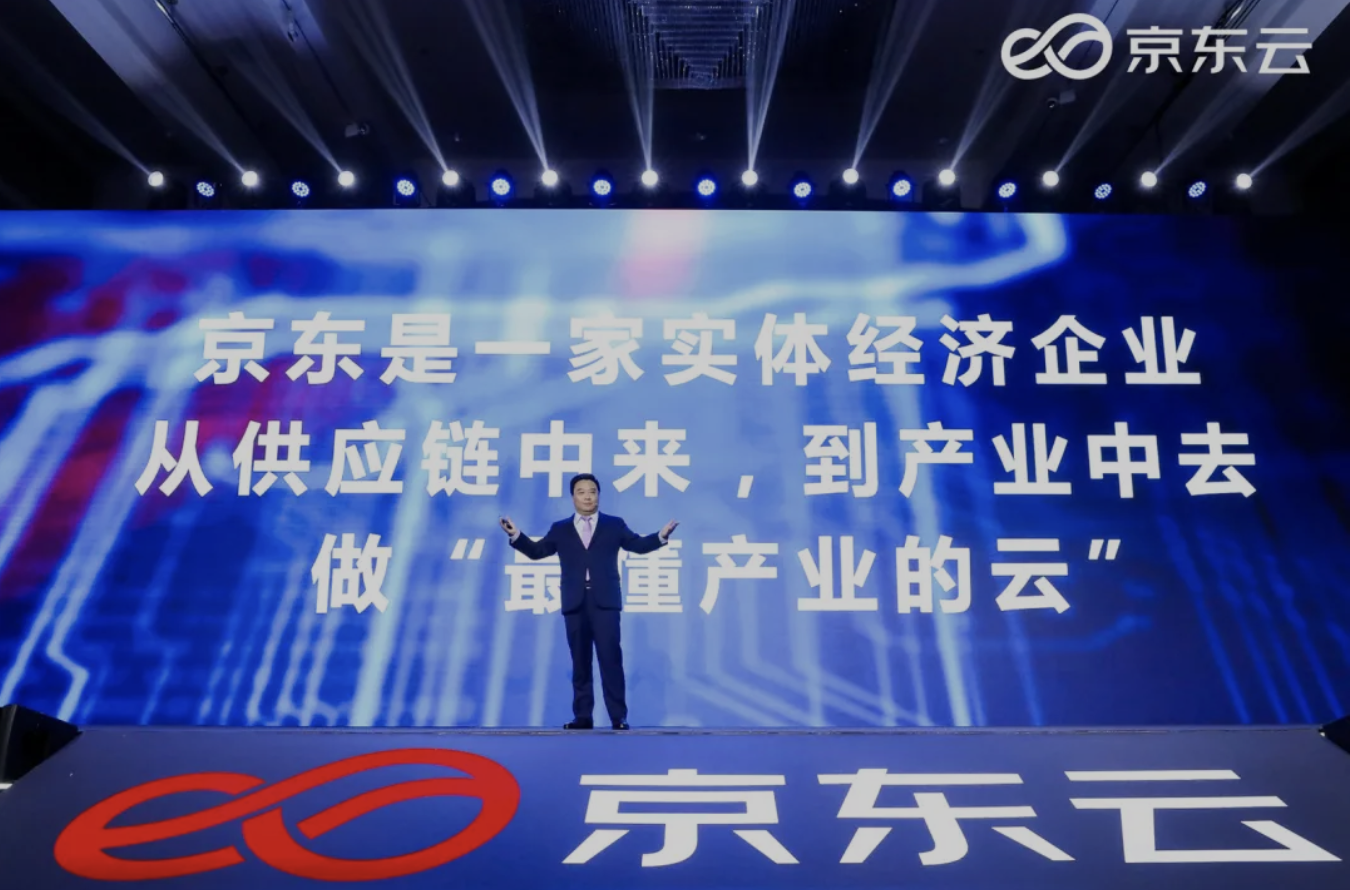 京东云
京东是一家实体经济企业
从供应链中来，到产业中去
做“最懂产业的云”
京东云